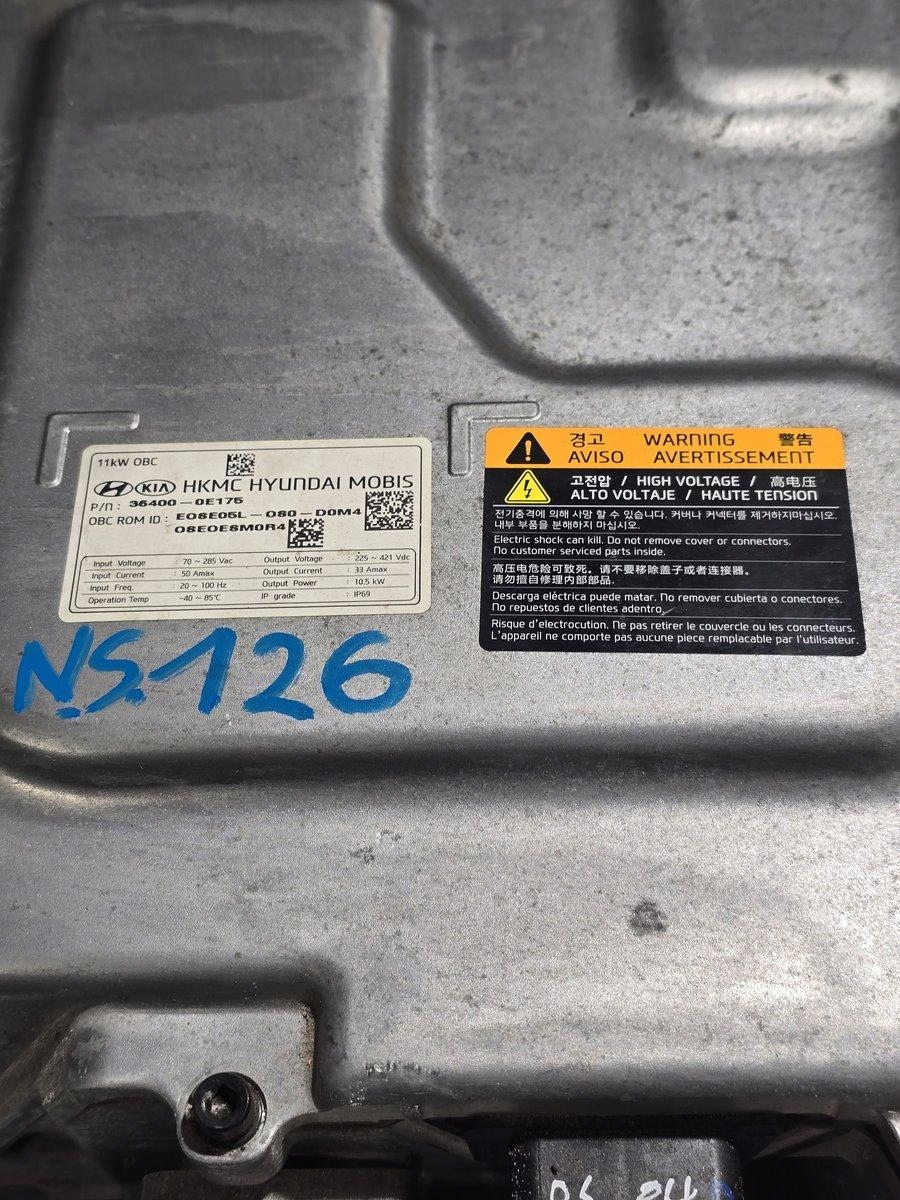 11kW OBC
KIA HKMC HYUNDAI MOBIS
P/n : 36400-0E175
OBC ROM ID : E0SE05L-0S0-D0M4
0SE0ESM0R4
Input Voltage : 70 ~ 285 Vac Output Voltage : 225 ~ 421 Vdc
Input Current : 50 Amax Output Current : 33 Amax
Input Freq. : 20 ~ 100 Hz Output Power : 10.5 kW
Operation Temp : -40 ~ 85℃ IP grade : IP69
N.S.126
경고 WARNING 警告
AVISO AVERTISSEMENT
고전압 / HIGH VOLTAGE / 高电压
ALTO VOLTAJE / HAUTE TENSION
전기충격에 의해 사망 할 수 있습니다. 커버나 커넥터를 제거하지마십시오.
내부 부품을 분해하지 마십시오.
Electric shock can kill. Do not remove cover or connectors.
No customer serviced parts inside.
高压电危险可致死。请不要移除盖子或者连接器。
请勿擅自修理内部部品.
Descarga eléctrica puede matar. No remover cubierta o conectores.
No repuestos de clientes adentro.
Risque d'electrocution. Ne pas retirer le couvercle ou les connecteurs.
L'appareil ne comporte pas aucune piece remplacable par l'utilisateur.